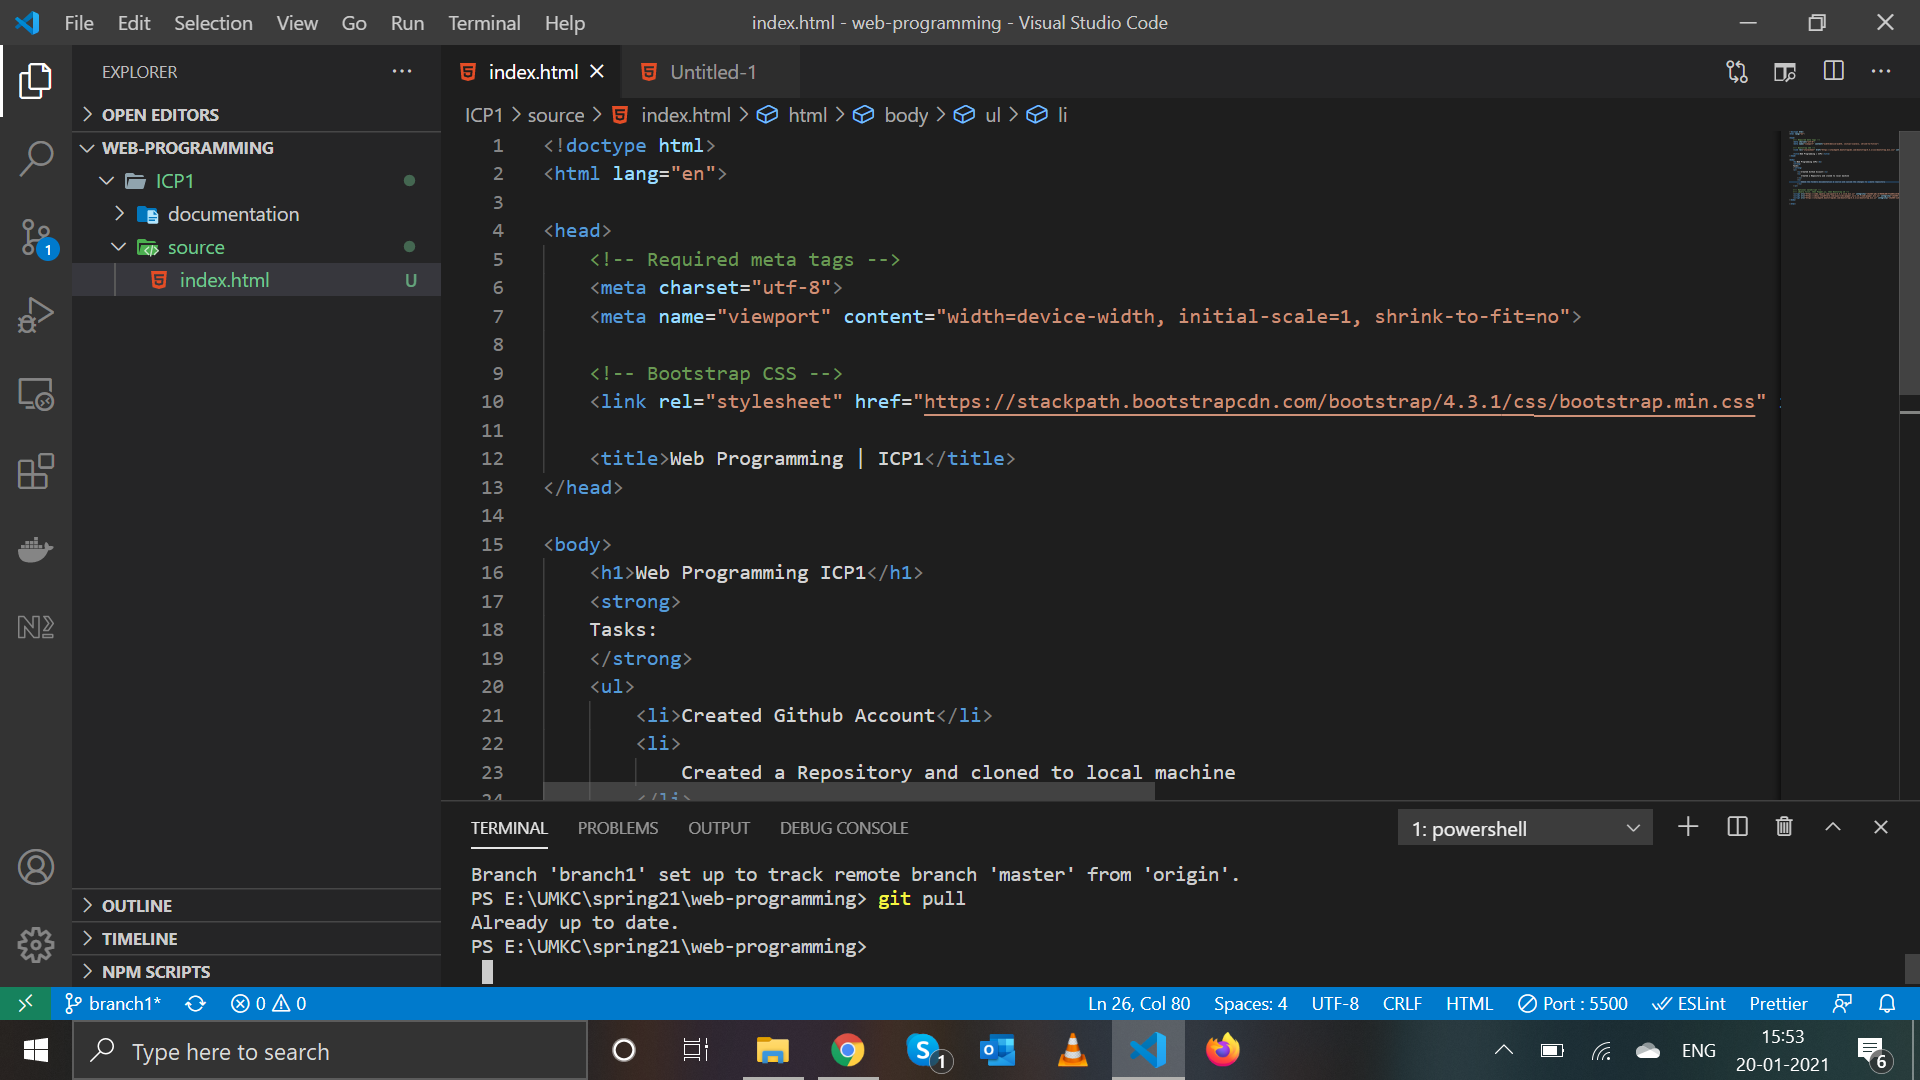 File Edit Selection View Go Run Terminal Help
index.html - web-programming - Visual Studio Code
EXPLORER
index.html
Untitled-1
OPEN EDITORS
WEB-PROGRAMMING
ICP1
documentation
source
index.html U
1
ICP1 > source > index.html > html > body > ul > li
1 <!doctype html>
2 <html lang="en">
3
4 <head>
5 <!-- Required meta tags -->
6 <meta charset="utf-8">
7 <meta name="viewport" content="width=device-width, initial-scale=1, shrink-to-fit=no">
8
9 <!-- Bootstrap CSS -->
10 <link rel="stylesheet" href="https://stackpath.bootstrapcdn.com/bootstrap/4.3.1/css/bootstrap.min.css"
11
12 <title>Web Programming | ICP1</title>
13 </head>
14
15 <body>
16 <h1>Web Programming ICP1</h1>
17 <strong>
18 Tasks:
19 </strong>
20 <ul>
21 <li>Created Github Account</li>
22 <li>
23 Created a Repository and cloned to local machine
24 </li>
OUTLINE
TIMELINE
NPM SCRIPTS
TERMINAL PROBLEMS OUTPUT DEBUG CONSOLE
1: powershell
Branch 'branch1' set up to track remote branch 'master' from 'origin'.
PS E:\UMKC\spring21\web-programming> git pull
Already up to date.
PS E:\UMKC\spring21\web-programming>
branch1* 0 0
Ln 26, Col 80 Spaces: 4 UTF-8 CRLF HTML Port : 5500 ESLint Prettier
Type here to search
S 1
ENG
15:53
20-01-2021
6